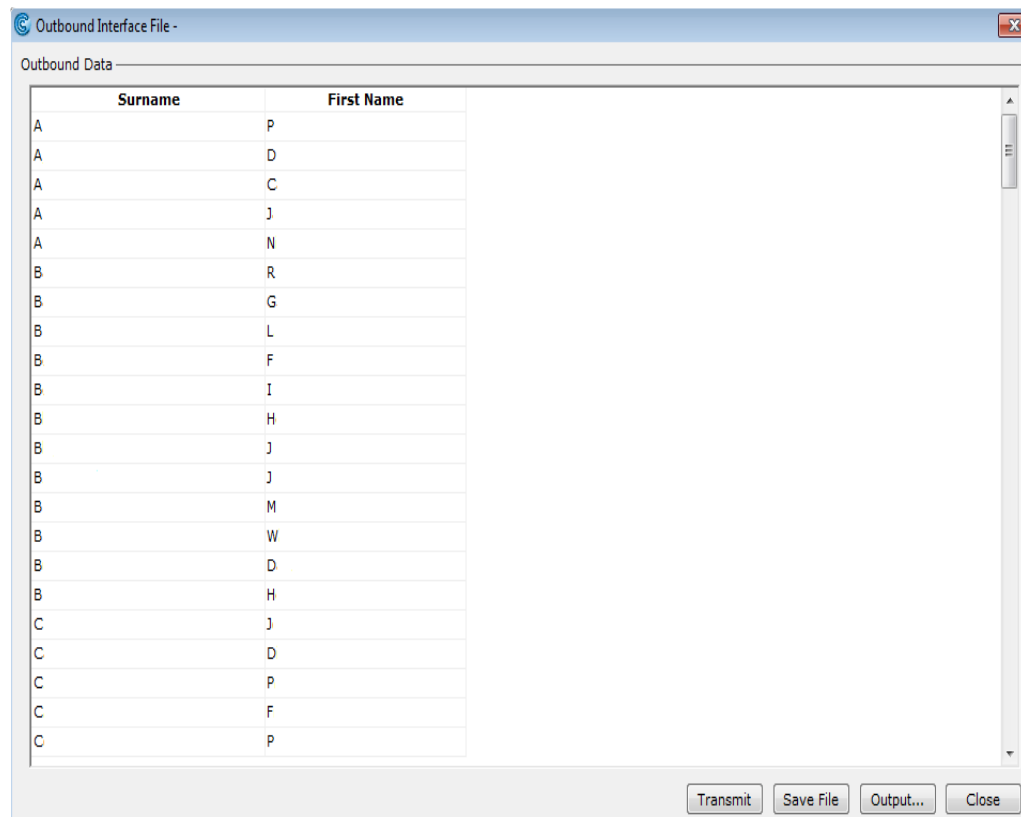 Outbound Interface File -
Outbound Data
Surname First Name
A P
A D
A C
A J
A N
B R
B G
B L
B F
B I
B H
B J
B J
B M
B W
B D
B H
C J
C D
C P
C F
C P
Transmit Save File Output... Close